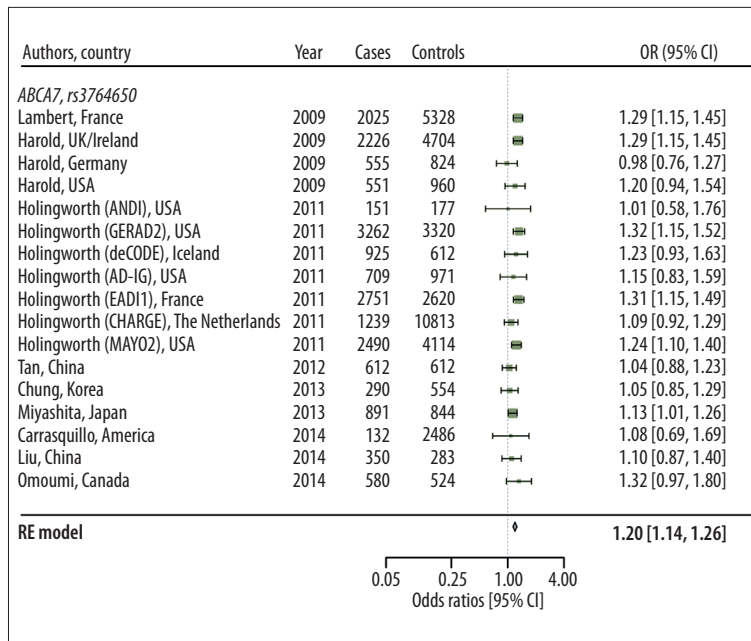 Authors, country Year Cases Controls OR (95% CI)
ABCA7, rs3764650
Lambert, France 2009 2025 5328 1.29 [1.15, 1.45]
Harold, UK/Ireland 2009 2226 4704 1.29 [1.15, 1.45]
Harold, Germany 2009 555 824 0.98 [0.76, 1.27]
Harold, USA 2009 551 960 1.20 [0.94, 1.54]
Holingworth (ANDI), USA 2011 151 177 1.01 [0.58, 1.76]
Holingworth (GERAD2), USA 2011 3262 3320 1.32 [1.15, 1.52]
Holingworth (deCODE), Iceland 2011 925 612 1.23 [0.93, 1.63]
Holingworth (AD-IG), USA 2011 709 971 1.15 [0.83, 1.59]
Holingworth (EADI1), France 2011 2751 2620 1.31 [1.15, 1.49]
Holingworth (CHARGE), The Netherlands 2011 1239 10813 1.09 [0.92, 1.29]
Holingworth (MAYO2), USA 2011 2490 4114 1.24 [1.10, 1.40]
Tan, China 2012 612 612 1.04 [0.88, 1.23]
Chung, Korea 2013 290 554 1.05 [0.85, 1.29]
Miyashita, Japan 2013 891 844 1.13 [1.01, 1.26]
Carrasquillo, America 2014 132 2486 1.08 [0.69, 1.69]
Liu, China 2014 350 283 1.10 [0.87, 1.40]
Omoumi, Canada 2014 580 524 1.32 [0.97, 1.80]
RE model 1.20 [1.14, 1.26]
0.05 0.25 1.00 4.00
Odds ratios [95% CI]